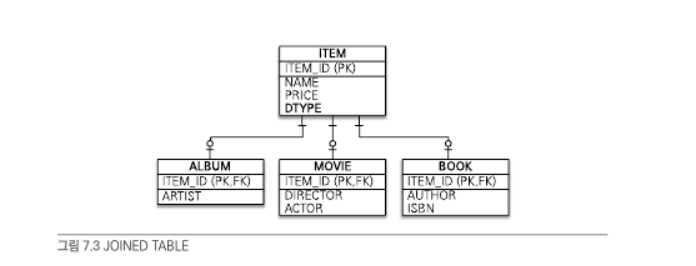 ITEM
ITEM_ID (PK)
NAME
PRICE
DTYPE
ALBUM
ITEM_ID (PK,FK)
ARTIST
MOVIE
ITEM_ID (PK,FK)
DIRECTOR
ACTOR
BOOK
ITEM_ID (PK,FK)
AUTHOR
ISBN
그림 7.3 JOINED TABLE